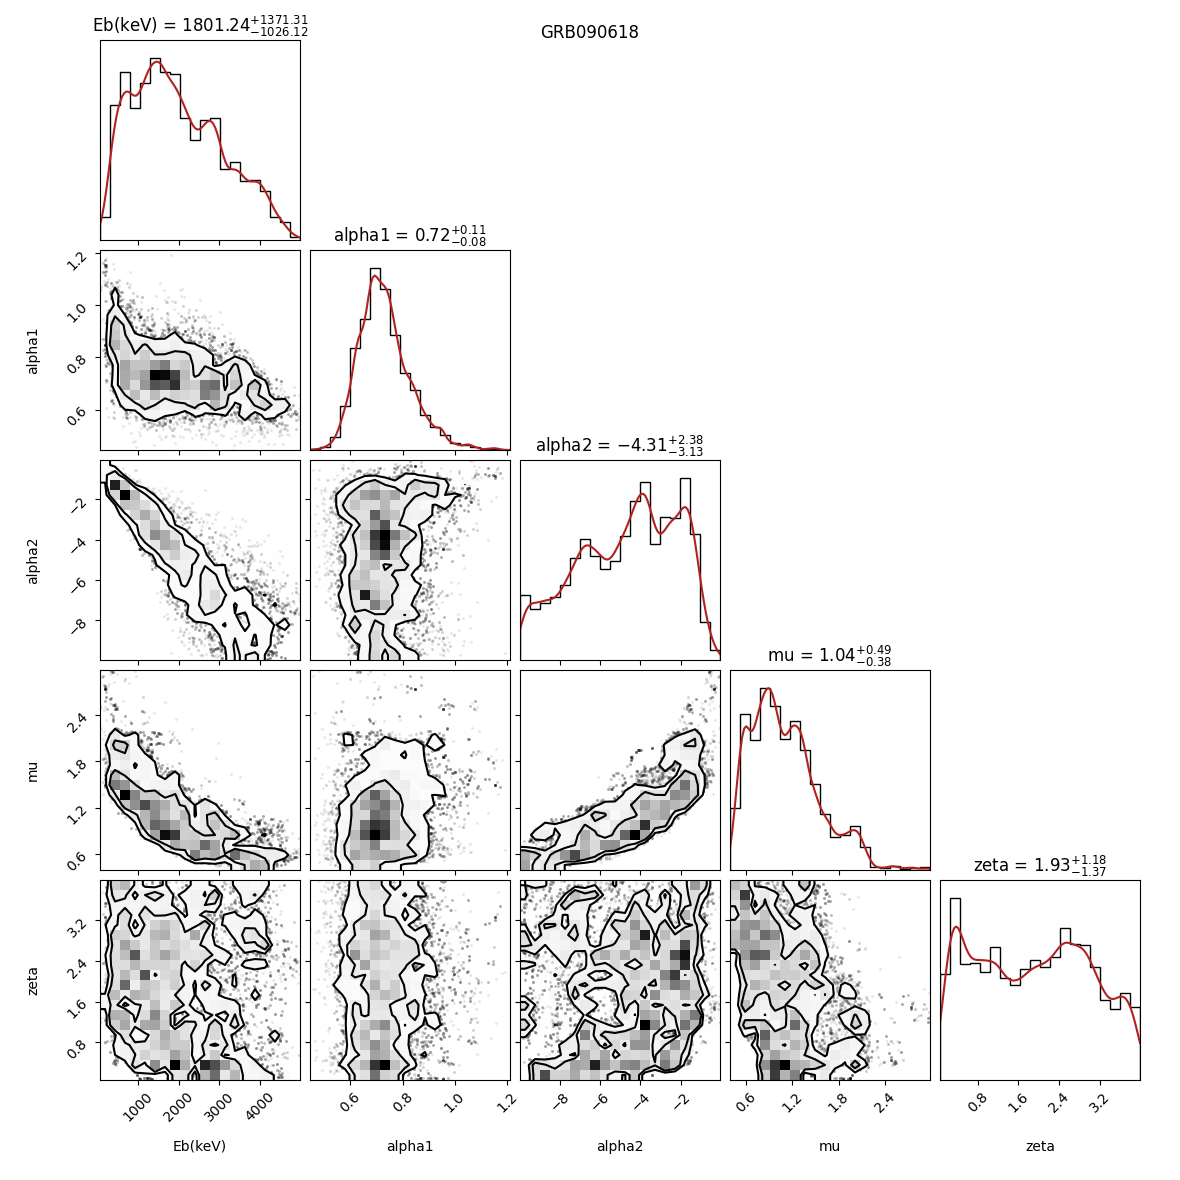 GRB090618
Eb(keV) = 1801.24+1371.31−1026.12
alpha1 = 0.72+0.11−0.08
1.2
1.0
0.8
0.6
alpha1
alpha2 = −4.31+2.38−3.13
−2
−4
−6
−8
alpha2
mu = 1.04+0.49−0.38
2.4
1.8
1.2
0.6
mu
zeta = 1.93+1.18−1.37
3.2
2.4
1.6
0.8
zeta
1000 2000 3000 4000 0.6 0.8 1.0 1.2 −8 −6 −4 −2 0.6 1.2 1.8 2.4 0.8 1.6 2.4 3.2
Eb(keV) alpha1 alpha2 mu zeta